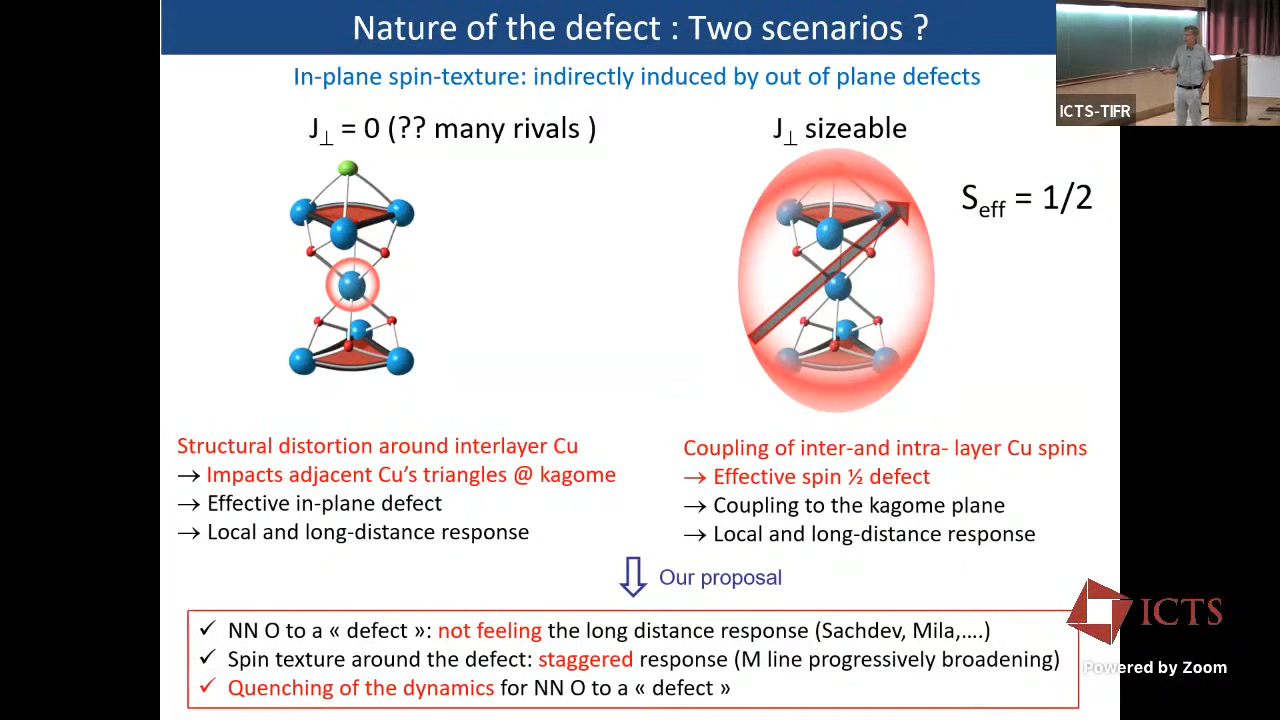 Nature of the defect : Two scenarios ?
ICTS-TIFR
In-plane spin-texture: indirectly induced by out of plane defects
J⊥ = 0 (?? many rivals )
J⊥ sizeable
Seff = 1/2
Structural distortion around interlayer Cu
→ Impacts adjacent Cu's triangles @ kagome
→ Effective in-plane defect
→ Local and long-distance response
Coupling of inter-and intra- layer Cu spins
→ Effective spin ½ defect
→ Coupling to the kagome plane
→ Local and long-distance response
Our proposal
✓ NN O to a « defect »: not feeling the long distance response (Sachdev, Mila,....)
✓ Spin texture around the defect: staggered response (M line progressively broadening)
✓ Quenching of the dynamics for NN O to a « defect »
ICTS
Powered by Zoom